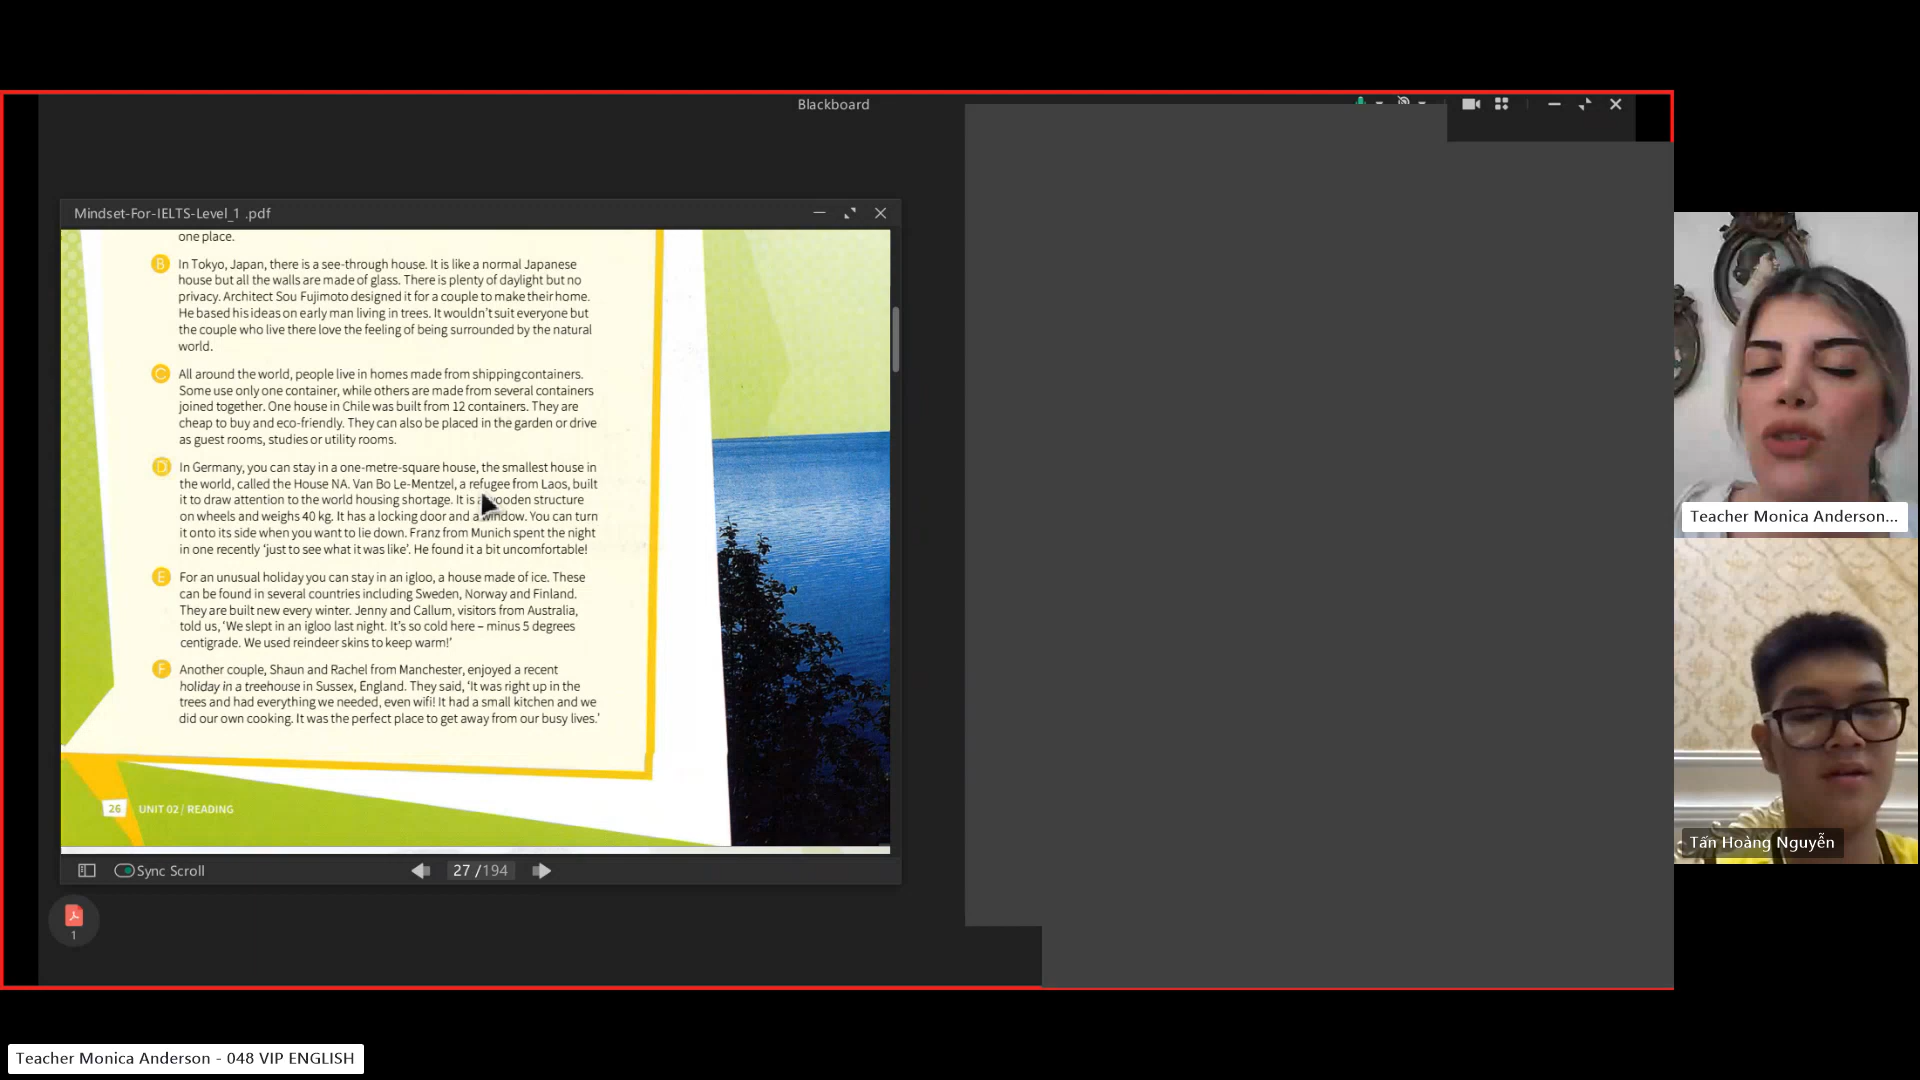 Blackboard
Mindset-For-IELTS-Level_1 .pdf
one place.
B In Tokyo, Japan, there is a see-through house. It is like a normal Japanese
house but all the walls are made of glass. There is plenty of daylight but no
privacy. Architect Sou Fujimoto designed it for a couple to make their home.
He based his ideas on early man living in trees. It wouldn't suit everyone but
the couple who live there love the feeling of being surrounded by the natural
world.
C All around the world, people live in homes made from shipping containers.
Some use only one container, while others are made from several containers
joined together. One house in Chile was built from 12 containers. They are
cheap to buy and eco-friendly. They can also be placed in the garden or drive
as guest rooms, studies or utility rooms.
D In Germany, you can stay in a one-metre-square house, the smallest house in
the world, called the House NA. Van Bo Le-Mentzel, a refugee from Laos, built
it to draw attention to the world housing shortage. It is a wooden structure
on wheels and weighs 40 kg. It has a locking door and a window. You can turn
it onto its side when you want to lie down. Franz from Munich spent the night
in one recently 'just to see what it was like'. He found it a bit uncomfortable!
E For an unusual holiday you can stay in an igloo, a house made of ice. These
can be found in several countries including Sweden, Norway and Finland.
They are built new every winter. Jenny and Callum, visitors from Australia,
told us, 'We slept in an igloo last night. It's so cold here – minus 5 degrees
centigrade. We used reindeer skins to keep warm!'
F Another couple, Shaun and Rachel from Manchester, enjoyed a recent
holiday in a treehouse in Sussex, England. They said, 'It was right up in the
trees and had everything we needed, even wifi! It had a small kitchen and we
did our own cooking. It was the perfect place to get away from our busy lives.'
26 UNIT 02 / READING
Sync Scroll
27 /194
1
Teacher Monica Anderson...
Tấn Hoàng Nguyễn
Teacher Monica Anderson - 048 VIP ENGLISH